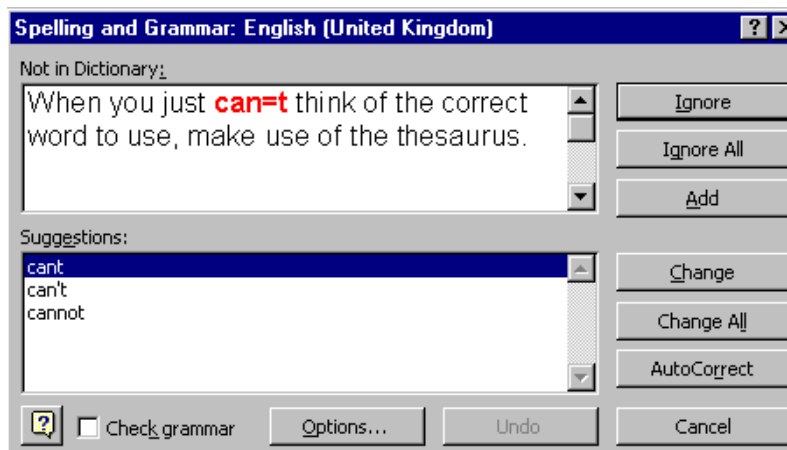 Spelling and Grammar: English (United Kingdom)
Not in Dictionary:
When you just can=t think of the correct
word to use, make use of the thesaurus.
Ignore
Ignore All
Add
Suggestions:
cant
can't
cannot
Change
Change All
AutoCorrect
Check grammar
Options...
Undo
Cancel